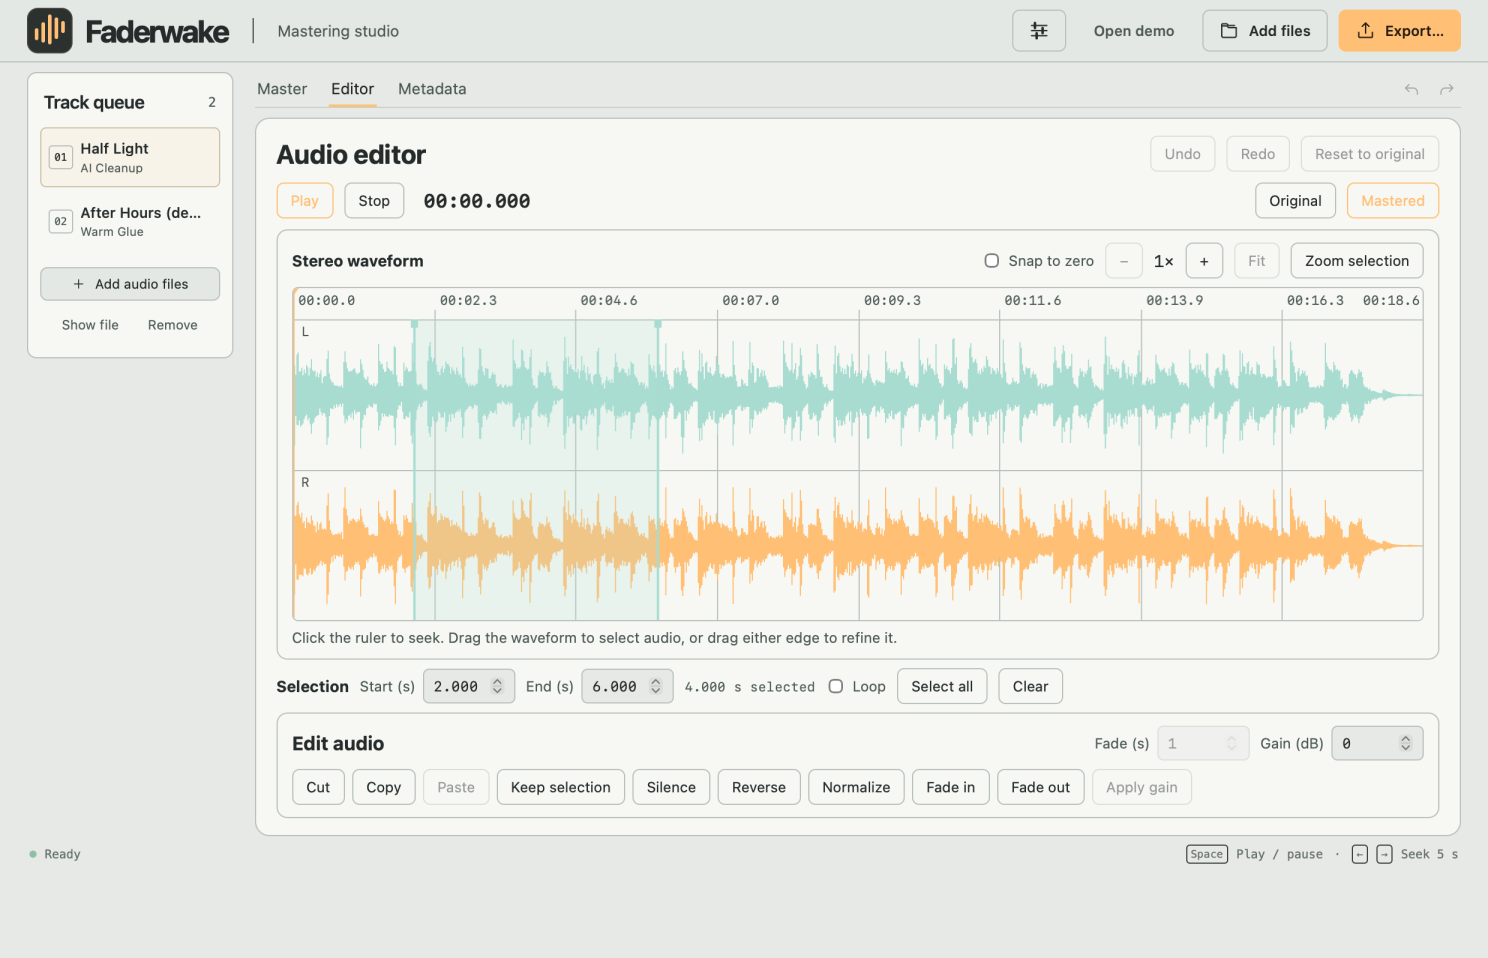 Faderwake
Mastering studio
Open demo
Add files
Export...
Track queue 2
01 Half Light
AI Cleanup
02 After Hours (de...
Warm Glue
+ Add audio files
Show file Remove
Master Editor Metadata
Audio editor
Undo Redo Reset to original
Play Stop 00:00.000
Original Mastered
Stereo waveform
Snap to zero − 1× + Fit Zoom selection
00:00.0 00:02.3 00:04.6 00:07.0 00:09.3 00:11.6 00:13.9 00:16.3 00:18.6
L
R
Click the ruler to seek. Drag the waveform to select audio, or drag either edge to refine it.
Selection Start (s) 2.000 End (s) 6.000 4.000 s selected Loop Select all Clear
Edit audio
Fade (s) 1 Gain (dB) 0
Cut Copy Paste Keep selection Silence Reverse Normalize Fade in Fade out Apply gain
Ready
Space Play / pause · ← → Seek 5 s